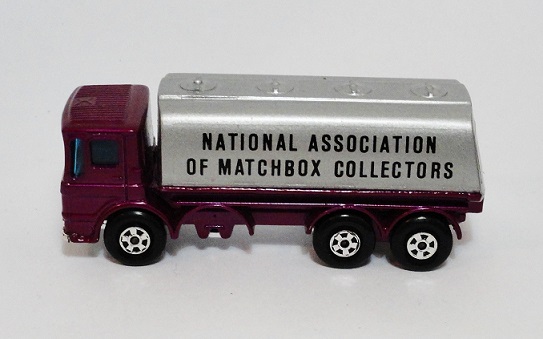 NATIONAL ASSOCIATION
OF MATCHBOX COLLECTORS